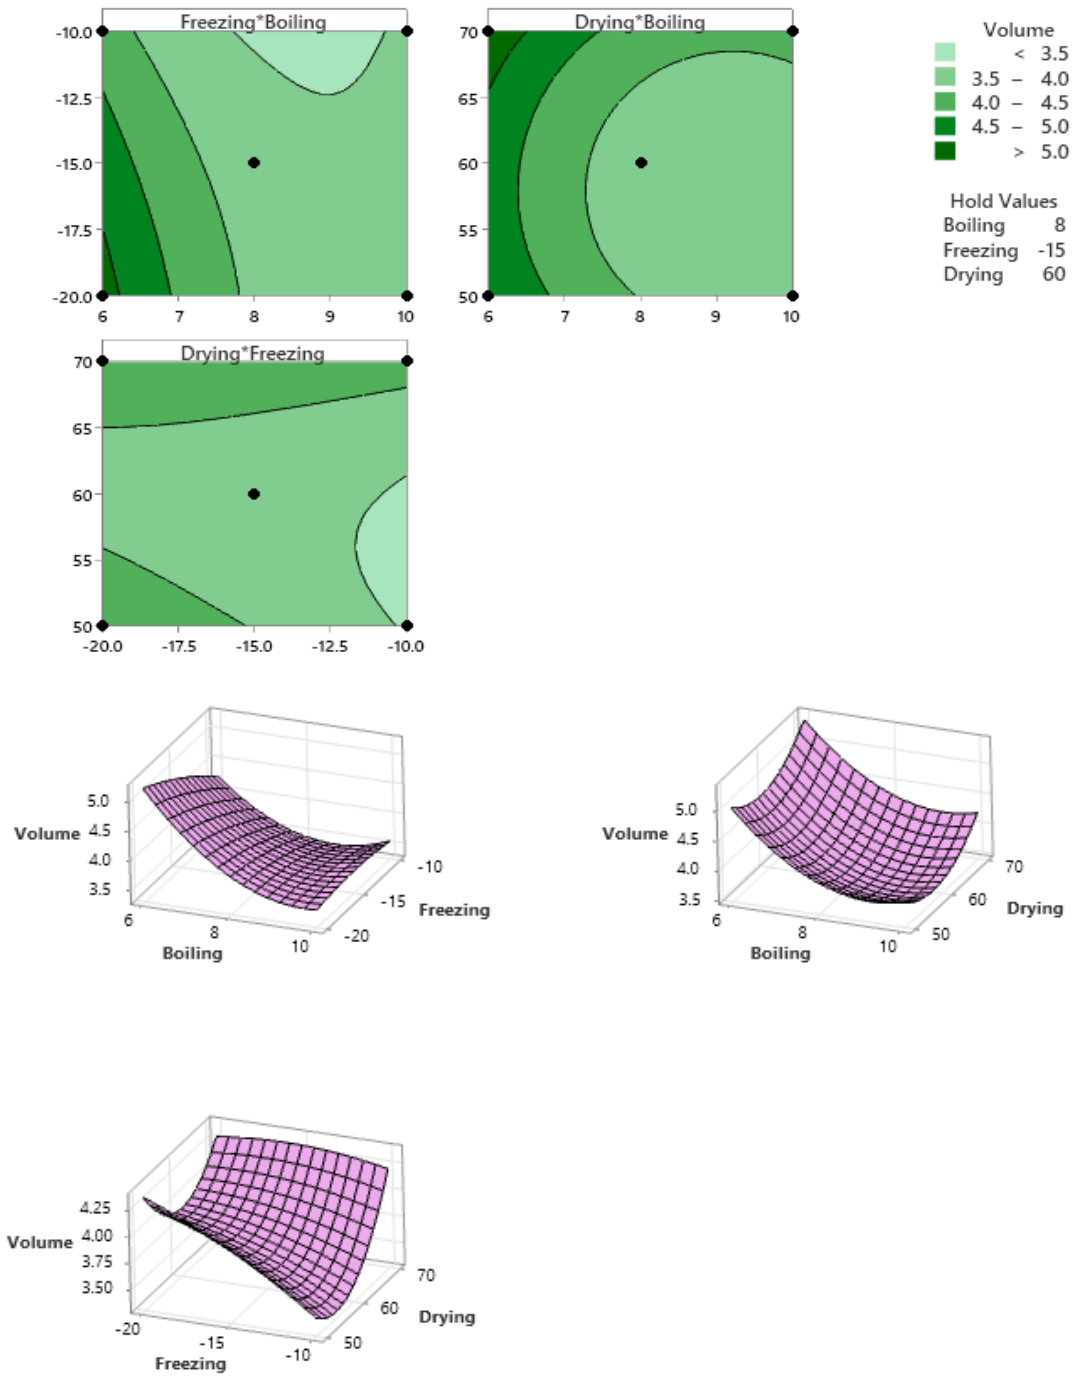 Freezing*Boiling
-10.0
-12.5
-15.0
-17.5
-20.0
6 7 8 9 10
Drying*Boiling
70
65
60
55
50
6 7 8 9 10
Volume
< 3.5
3.5 – 4.0
4.0 – 4.5
4.5 – 5.0
> 5.0
Hold Values
Boiling 8
Freezing -15
Drying 60
Drying*Freezing
70
65
60
55
50
-20.0 -17.5 -15.0 -12.5 -10.0
5.0
4.5
4.0
3.5
Volume
6 8 10
Boiling
-20
-15
-10
Freezing
5.0
4.5
4.0
3.5
Volume
6 8 10
Boiling
50
60
70
Drying
4.25
4.00
3.75
3.50
Volume
-20 -15 -10
Freezing
50
60
70
Drying